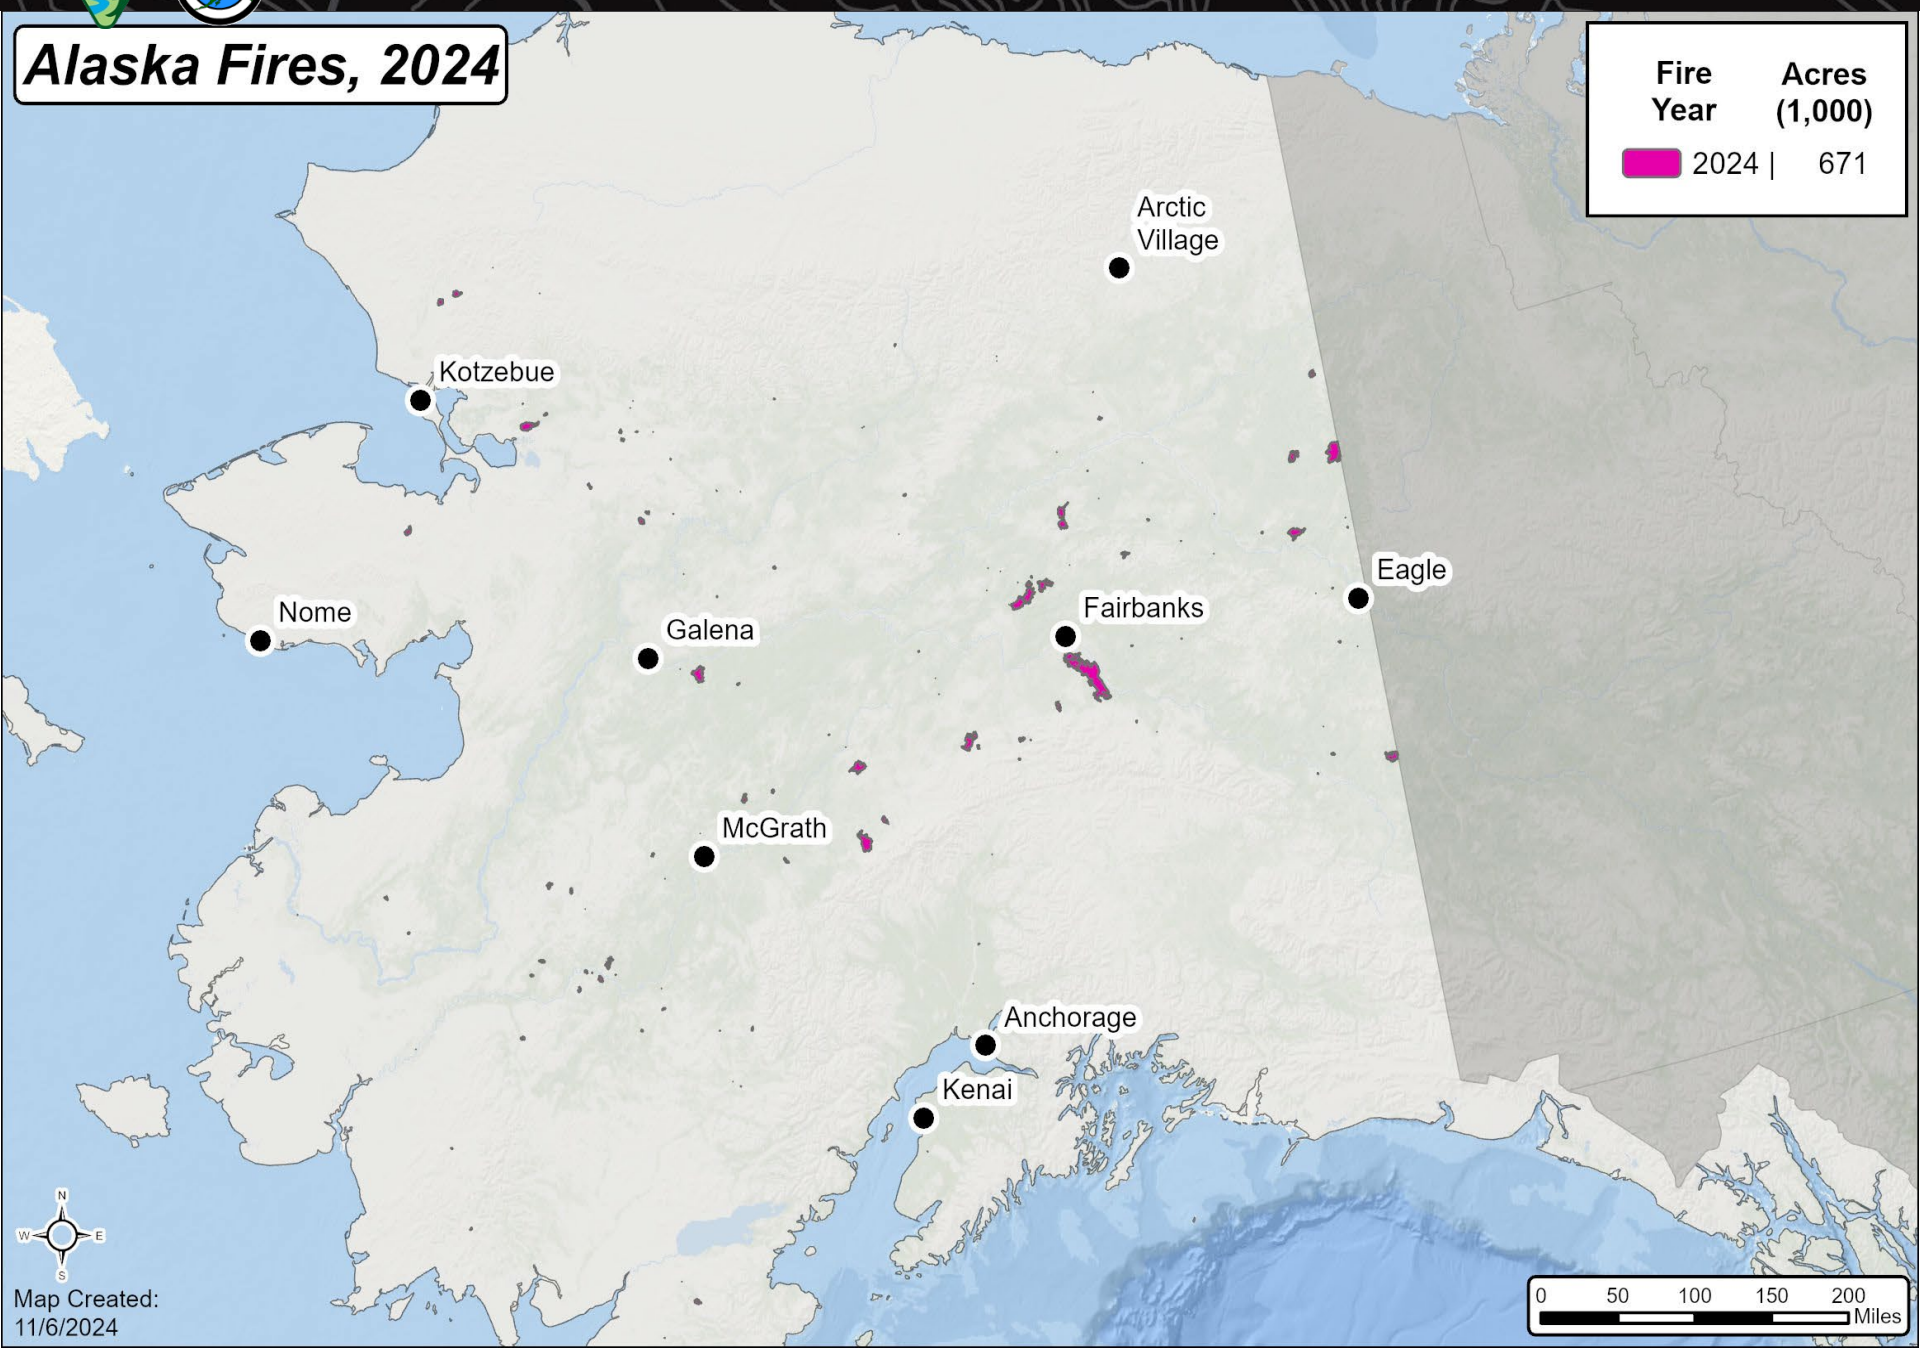 Alaska Fires, 2024
Fire Acres
Year (1,000)
2024 | 671
Arctic
Village
Kotzebue
Eagle
Fairbanks
Nome
Galena
McGrath
Anchorage
Kenai
N
W E
S
Map Created:
11/6/2024
0 50 100 150 200
Miles